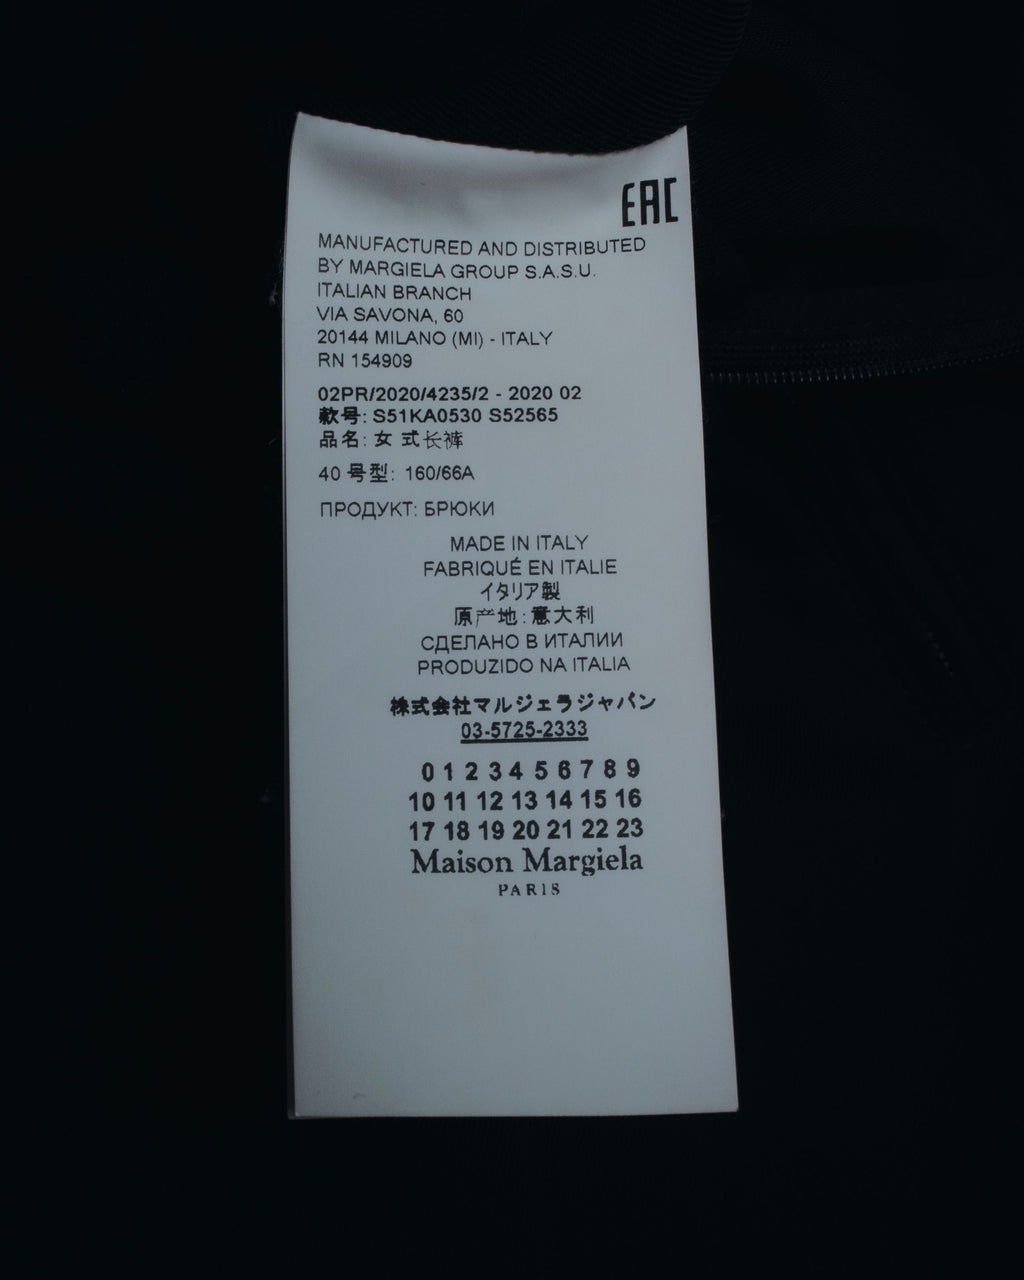 EAC
MANUFACTURED AND DISTRIBUTED
BY MARGIELA GROUP S.A.S.U.
ITALIAN BRANCH
VIA SAVONA, 60
20144 MILANO (MI) - ITALY
RN 154909
02PR/2020/4235/2 - 2020 02
款号: S51KA0530 S52565
品名: 女 式长裤
40 号型: 160/66A
ПРОДУКТ: БРЮКИ
MADE IN ITALY
FABRIQUÉ EN ITALIE
イタリア製
原产地: 意大利
СДЕЛАНО В ИТАЛИИ
PRODUZIDO NA ITALIA
株式会社マルジェラジャパン
03-5725-2333
0 1 2 3 4 5 6 7 8 9
10 11 12 13 14 15 16
17 18 19 20 21 22 23
Maison Margiela
PARIS